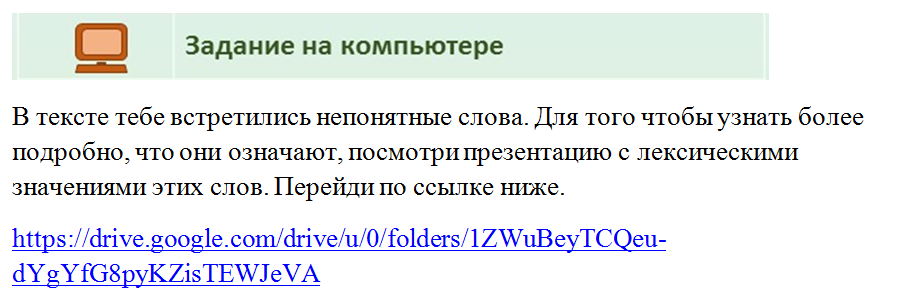 Задание на компьютере
В тексте тебе встретились непонятные слова. Для того чтобы узнать более
подробно, что они означают, посмотри презентацию с лексическими
значениями этих слов. Перейди по ссылке ниже.
https://drive.google.com/drive/u/0/folders/1ZWuBeyTCQeu-
dYgYfG8pyKZisTEWJeVA